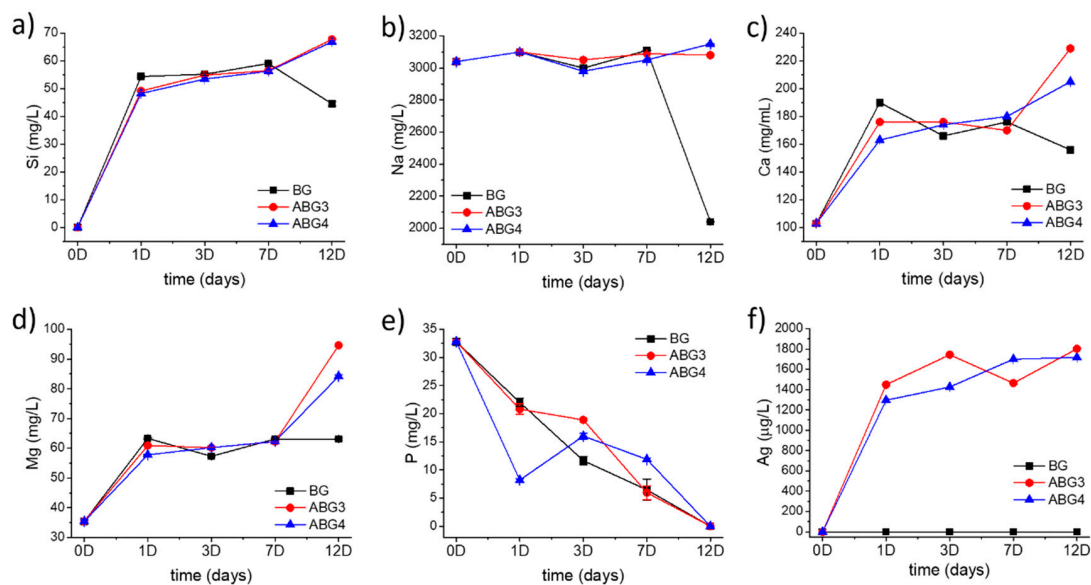 a)
70
60
50
40
30
20
10
0
Si (mg/L)
BG
ABG3
ABG4
0D 1D 3D 7D 12D
time (days)
b)
3200
3000
2800
2600
2400
2200
2000
Na (mg/L)
BG
ABG3
ABG4
0D 1D 3D 7D 12D
time (days)
c)
240
220
200
180
160
140
120
100
Ca (mg/mL)
BG
ABG3
ABG4
0D 1D 3D 7D 12D
time (days)
d)
100
90
80
70
60
50
40
30
Mg (mg/L)
BG
ABG3
ABG4
0D 1D 3D 7D 12D
time (days)
e)
35
30
25
20
15
10
5
0
P (mg/L)
BG
ABG3
ABG4
0D 1D 3D 7D 12D
time (days)
f)
2000
1800
1600
1400
1200
1000
800
600
400
200
0
Ag (µg/L)
BG
ABG3
ABG4
0D 1D 3D 7D 12D
time (days)